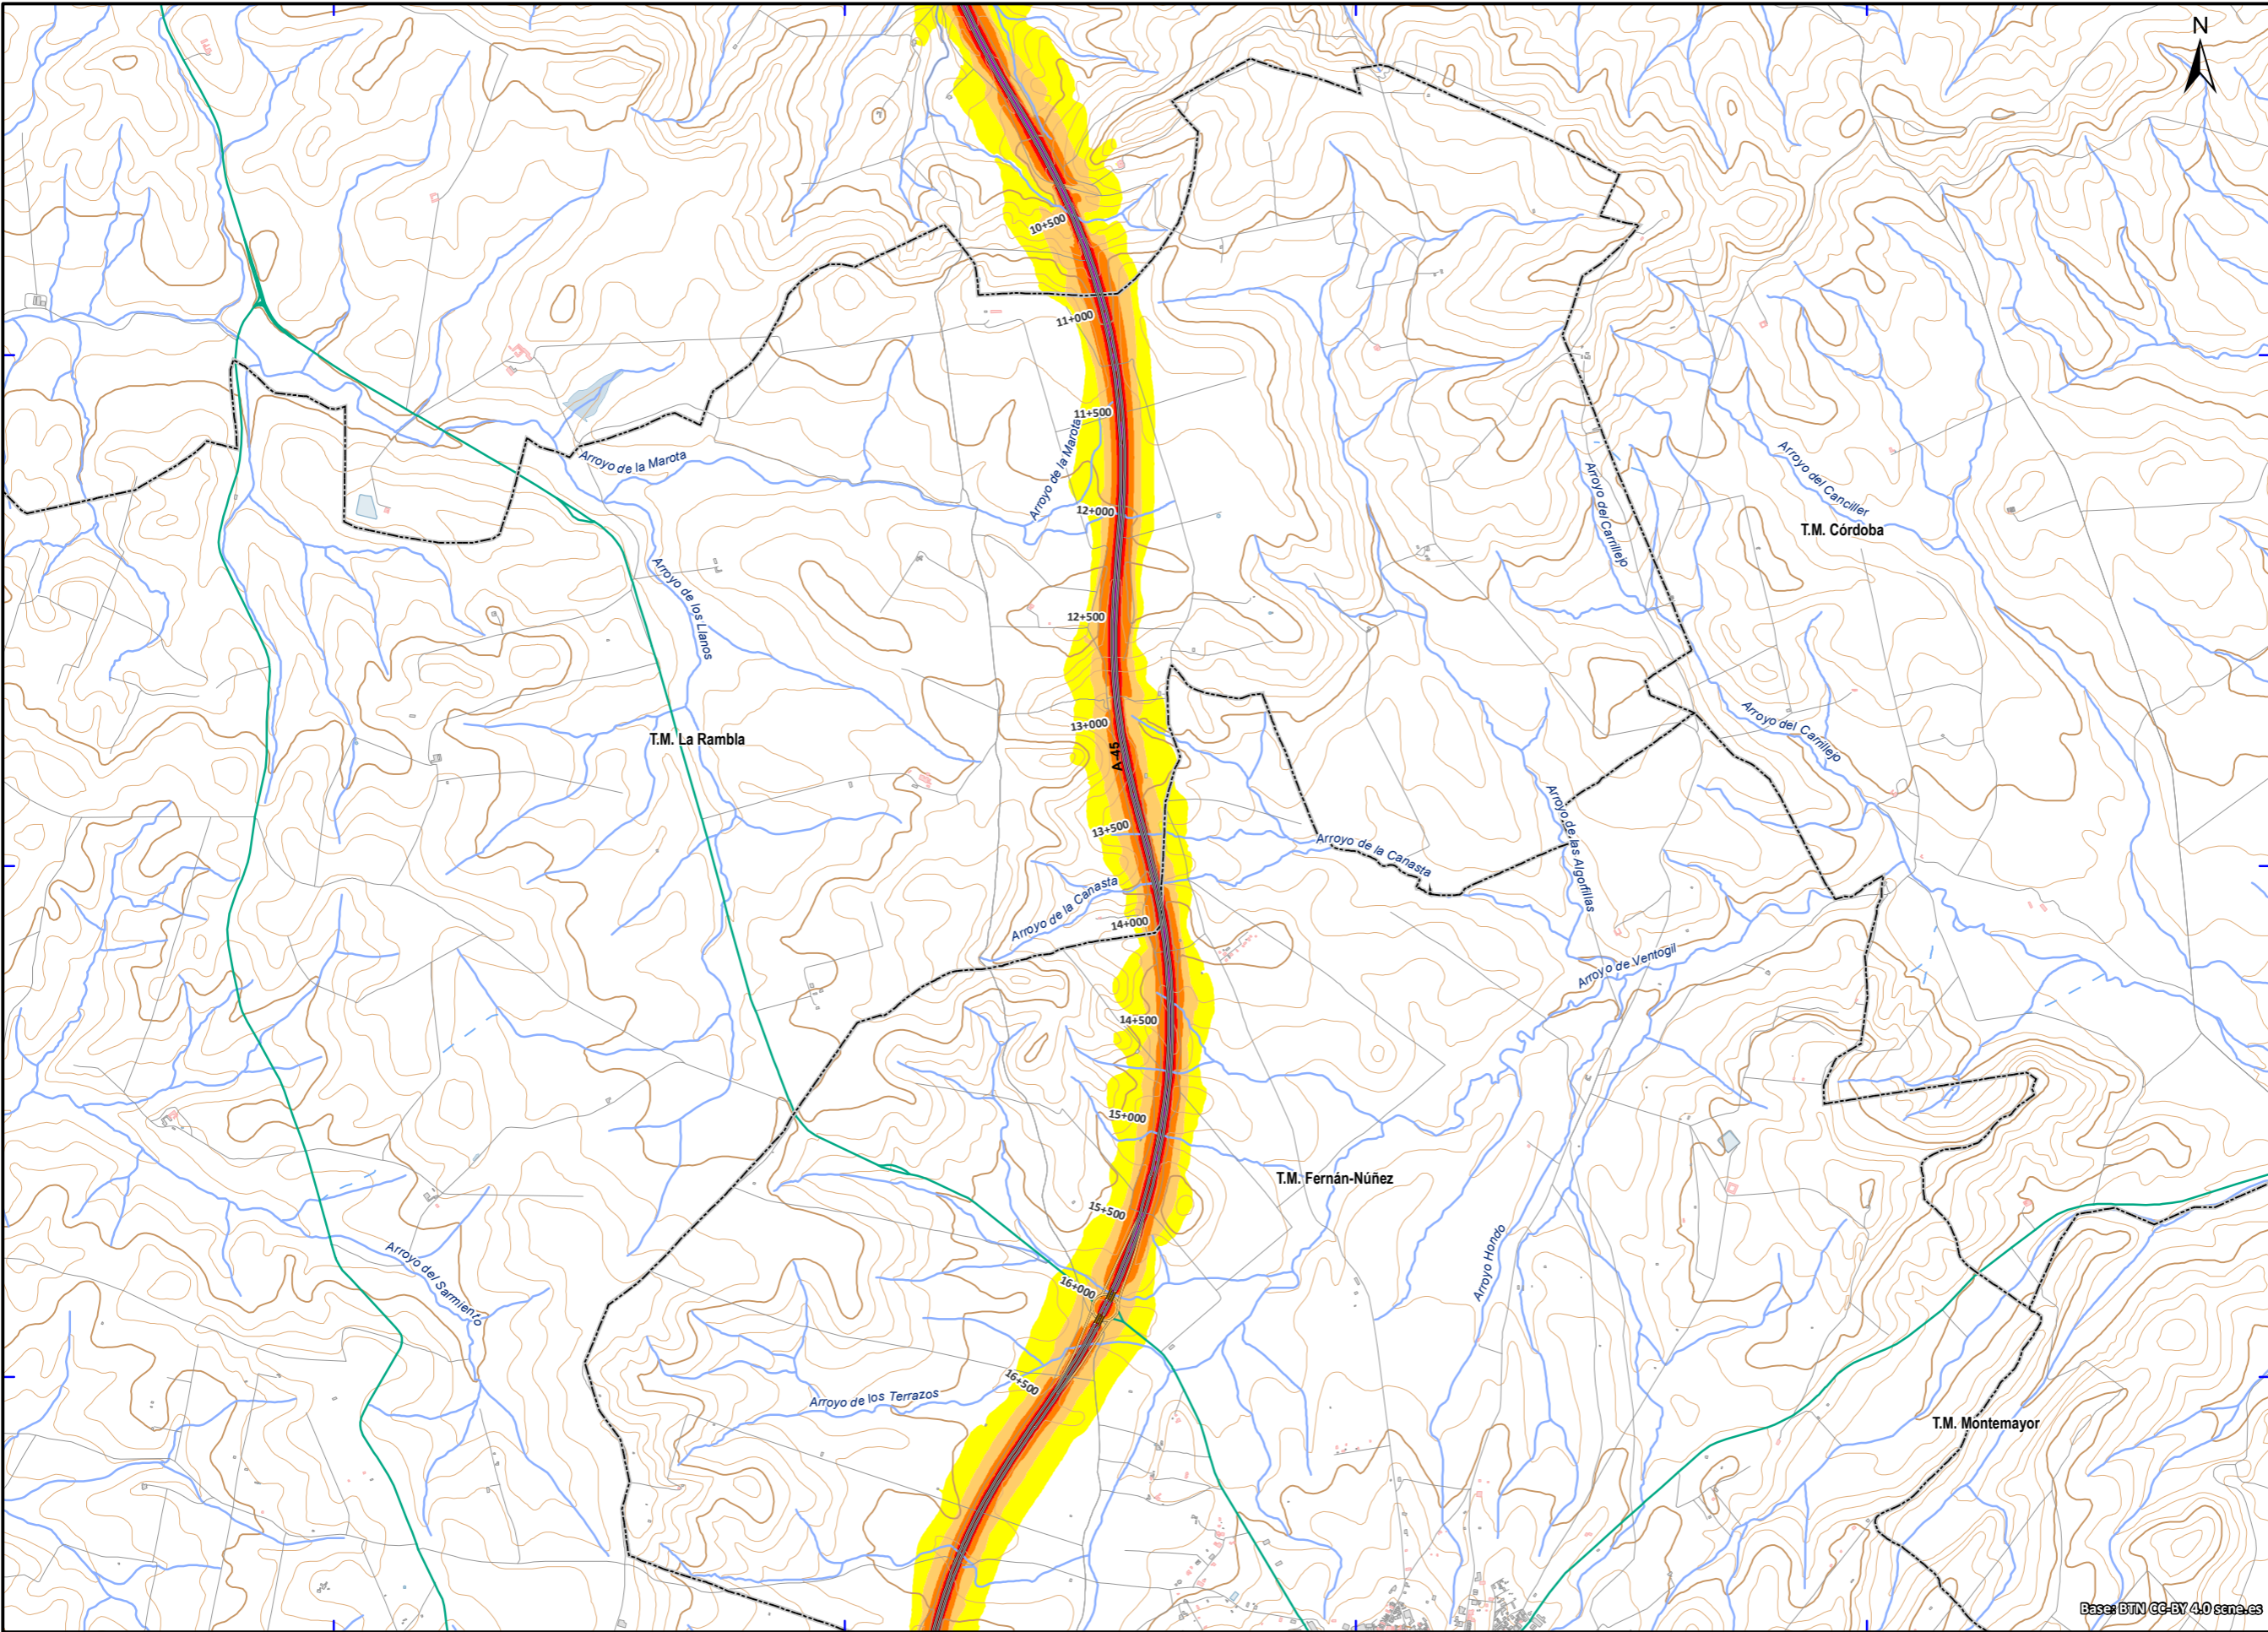 N
10+500
11+000
11+500
Arroyo de la Marota
Arroyo de la Marota
Arroyo del Canciller
Arroyo del Carrillejo
12+000
T.M. Córdoba
Arroyo de los Llanos
12+500
13+000
Arroyo del Carrillejo
T.M. La Rambla
A-45
13+500
Arroyo de la Canasta
Arroyo de las Algorfillas
Arroyo de la Canasta
14+000
Arroyo de Ventogil
14+500
15+000
T.M. Fernán-Núñez
15+500
Arroyo Hondo
Arroyo del Sarmiento
16+000
16+500
Arroyo de los Terrazos
T.M. Montemayor
Base: BTN CC-BY 4.0 scne.es